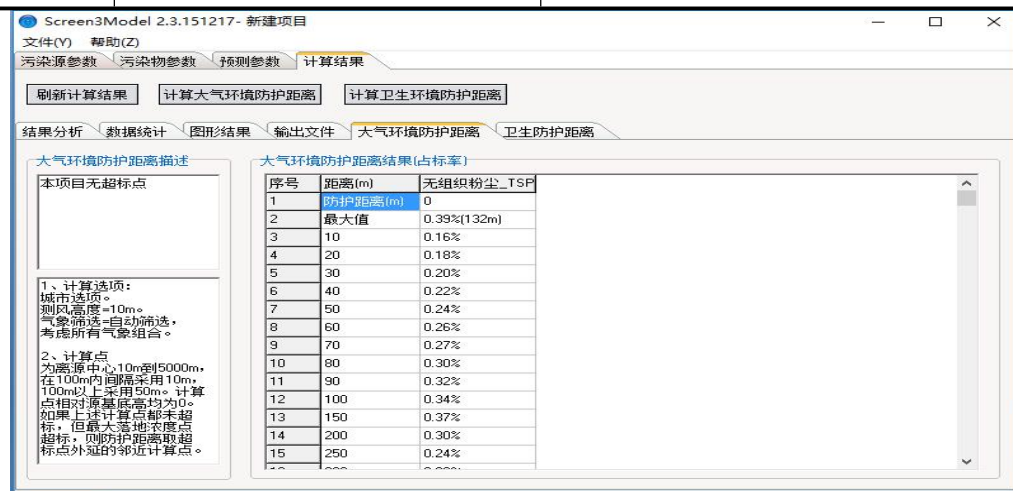 Screen3Model 2.3.151217- 新建项目
文件(Y) 帮助(Z)
污染源参数 污染物参数 预测参数 计算结果
刷新计算结果 计算大气环境防护距离 计算卫生环境防护距离
结果分析 数据统计 图形结果 输出文件 大气环境防护距离 卫生防护距离
大气环境防护距离描述
本项目无超标点
1、计算选项:
城市选项。
测风高度=10m。
气象筛选=自动筛选,
考虑所有气象组合。
2、计算点
为离源中心10m到5000m,
在100m内间隔采用10m,
100m以上采用50m。计算
点相对源基底高均为0。
如果上述计算点都未超
标,但最大落地浓度点
超标,则防护距离取超
标点外延的邻近计算点。
大气环境防护距离结果(占标率)
序号 距离(m) 无组织粉尘_TSP
1 防护距离(m) 0
2 最大值 0.39%(132m)
3 10 0.16%
4 20 0.18%
5 30 0.20%
6 40 0.22%
7 50 0.24%
8 60 0.26%
9 70 0.27%
10 80 0.30%
11 90 0.32%
12 100 0.34%
13 150 0.37%
14 200 0.30%
15 250 0.24%